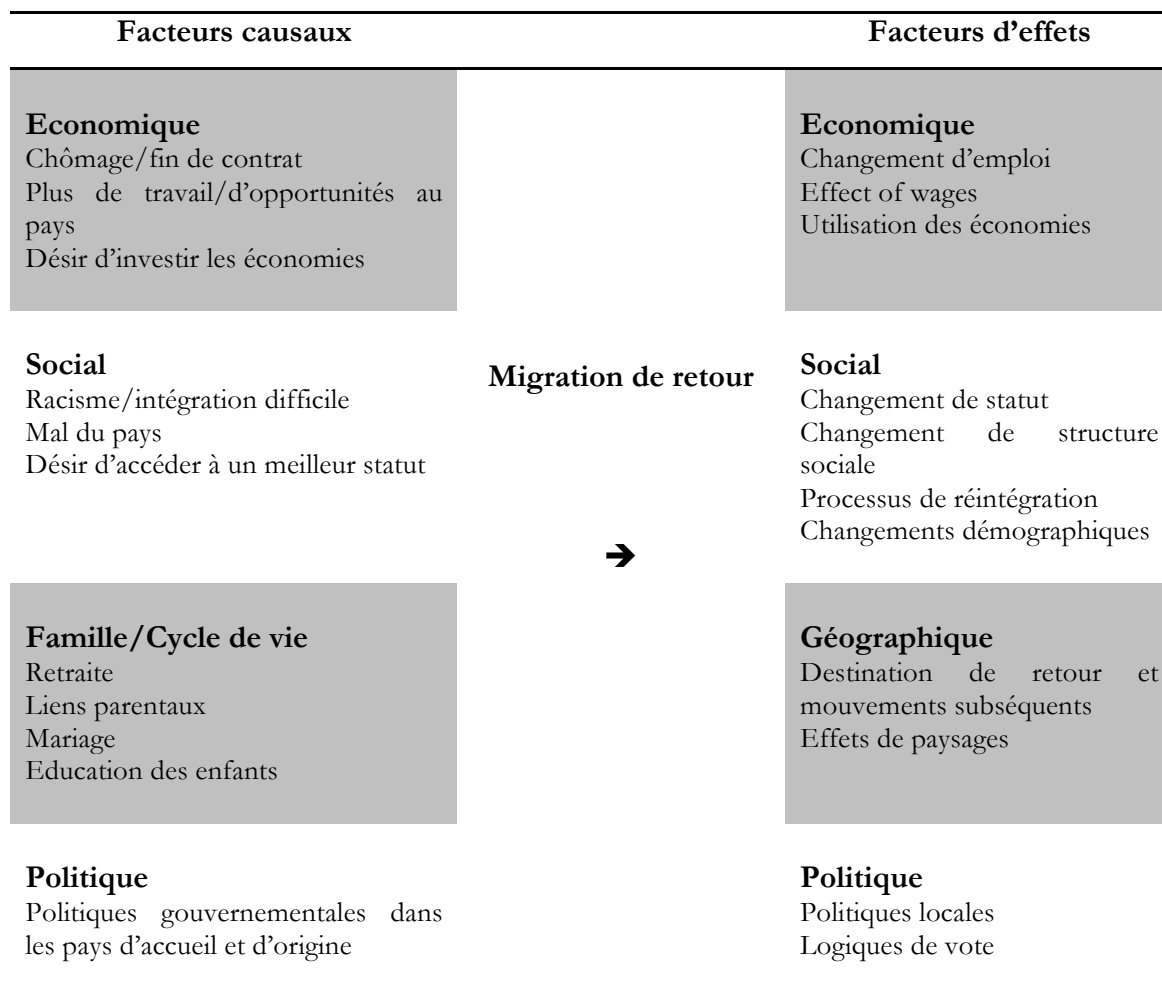 Facteurs causaux
Facteurs d'effets
Economique
Chômage/fin de contrat
Plus de travail/d'opportunités au
pays
Désir d'investir les économies
Economique
Changement d'emploi
Effect of wages
Utilisation des économies
Social
Racisme/intégration difficile
Mal du pays
Désir d'accéder à un meilleur statut
Migration de retour
➔
Social
Changement de statut
Changement de structure
sociale
Processus de réintégration
Changements démographiques
Famille/Cycle de vie
Retraite
Liens parentaux
Mariage
Education des enfants
Géographique
Destination de retour et
mouvements subséquents
Effets de paysages
Politique
Politiques gouvernementales dans
les pays d'accueil et d'origine
Politique
Politiques locales
Logiques de vote